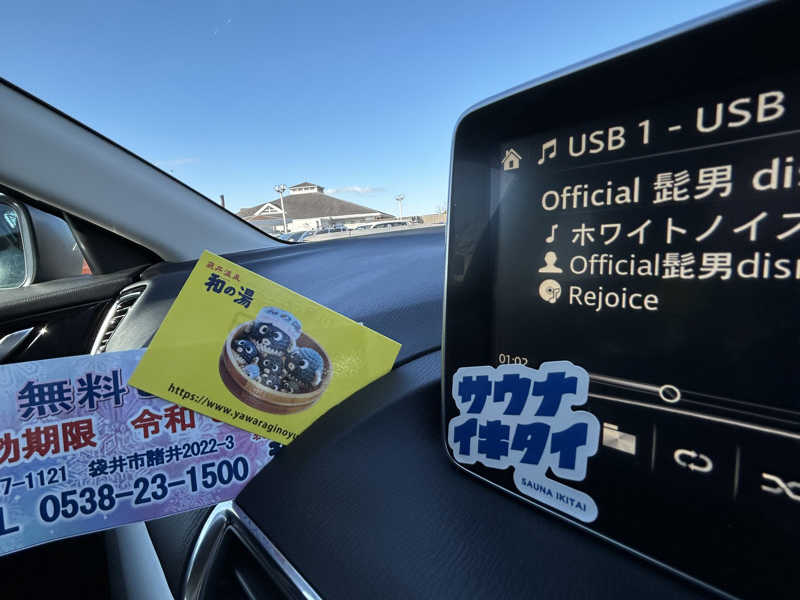 USB 1 - USB
Official 髭男 dis
ホワイトノイズ
Official髭男dis
Rejoice
01:02
サウナ
イキタイ
SAUNA IKITAI
和の湯
和の湯
https://www.yawaraginoyu
無料
効期限 令和
7-1121 袋井市諸井2022-3
L 0538-23-1500